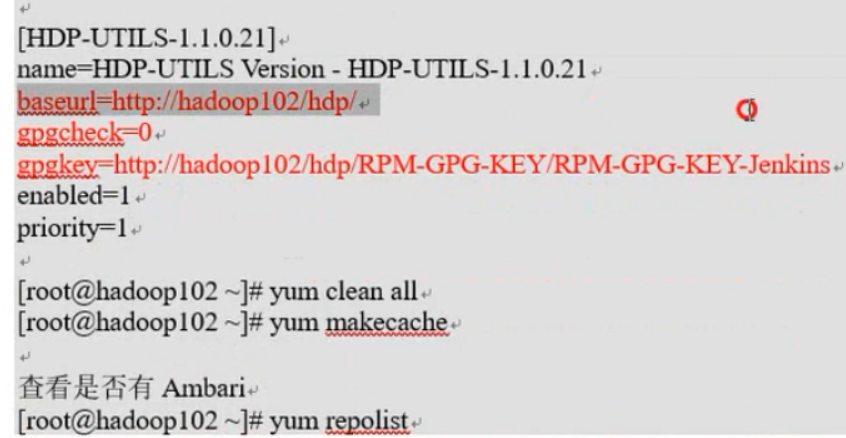 [HDP-UTILS-1.1.0.21]
name=HDP-UTILS Version - HDP-UTILS-1.1.0.21
baseurl=http://hadoop102/hdp/
gpgcheck=0
gpgkey=http://hadoop102/hdp/RPM-GPG-KEY/RPM-GPG-KEY-Jenkins
enabled=1
priority=1
[root@hadoop102 ~]# yum clean all
[root@hadoop102 ~]# yum makecache
查看是否有 Ambari
[root@hadoop102 ~]# yum repolist